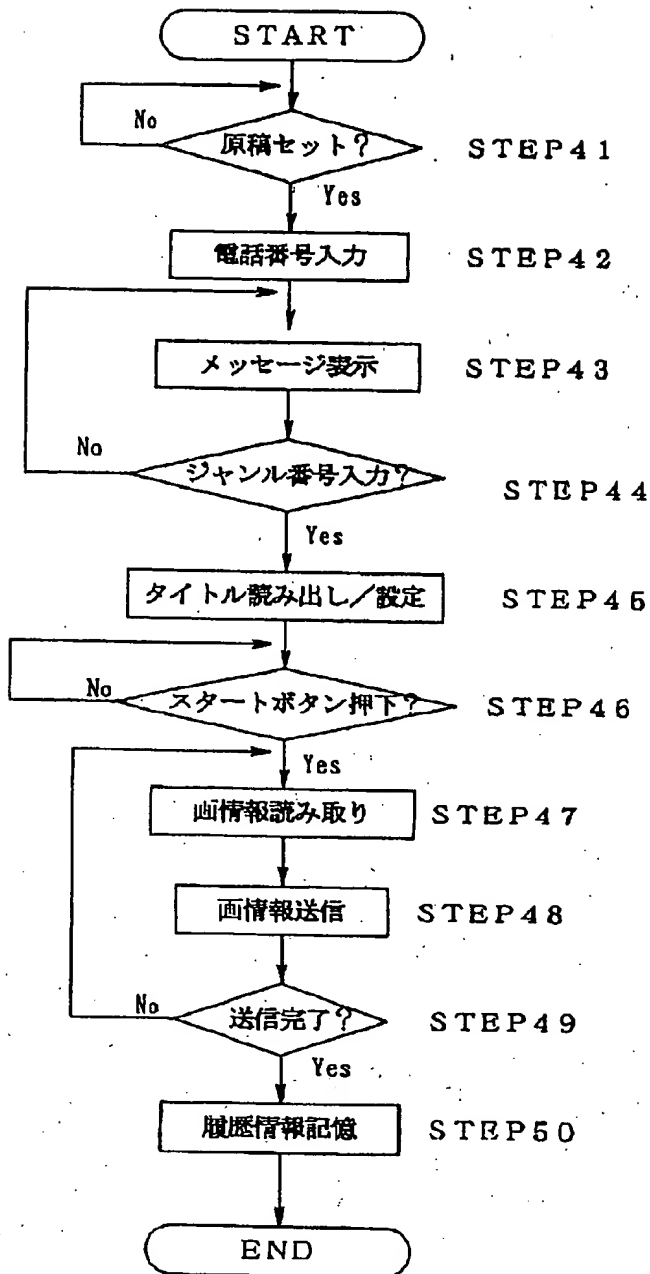 START
No
原稿セット? STEP41
Yes
電話番号入力 STEP42
メッセージ表示 STEP43
No
ジャンル番号入力? STEP44
Yes
タイトル読み出し/設定 STEP45
No
スタートボタン押下? STEP46
Yes
画情報読み取り STEP47
画情報送信 STEP48
No
送信完了? STEP49
Yes
履歴情報記憶 STEP50
END